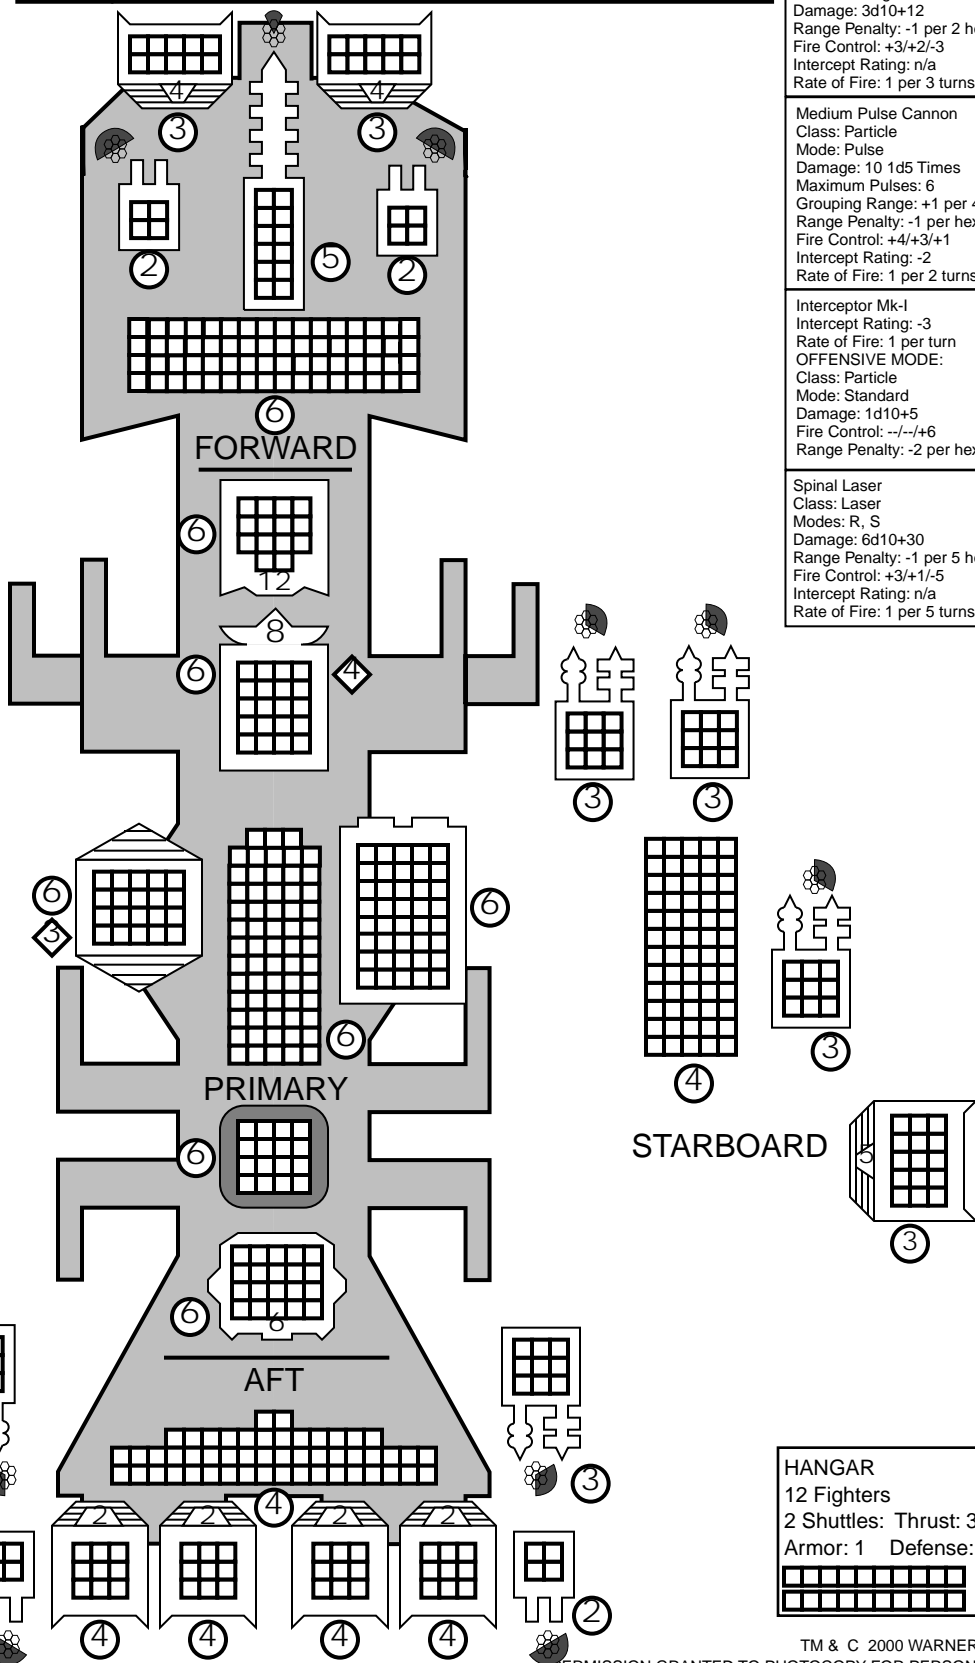 Damage: 3d10+12
Range Penalty: -1 per 2 he
Fire Control: +3/+2/-3
Intercept Rating: n/a
Rate of Fire: 1 per 3 turns
Medium Pulse Cannon
Class: Particle
Mode: Pulse
Damage: 10 1d5 Times
Maximum Pulses: 6
Grouping Range: +1 per 4
Range Penalty: -1 per hex
Fire Control: +4/+3/+1
Intercept Rating: -2
Rate of Fire: 1 per 2 turns
Interceptor Mk-I
Intercept Rating: -3
Rate of Fire: 1 per turn
OFFENSIVE MODE:
Class: Particle
Mode: Standard
Damage: 1d10+5
Fire Control: --/--/+6
Range Penalty: -2 per hex
Spinal Laser
Class: Laser
Modes: R, S
Damage: 6d10+30
Range Penalty: -1 per 5 he
Fire Control: +3/+1/-5
Intercept Rating: n/a
Rate of Fire: 1 per 5 turns
4 4
3 3
2 5 2
6
FORWARD
6
12
8
6 4
3 3
6
3
6
6
3
4
PRIMARY
6
STARBOARD
5
3
6
6
AFT
3
4
2 2 2 2
4 4 4 4
2
HANGAR
12 Fighters
2 Shuttles: Thrust: 3
Armor: 1 Defense:
TM & C 2000 WARNER
PERMISSION GRANTED TO PHOTOCOPY FOR PERSON